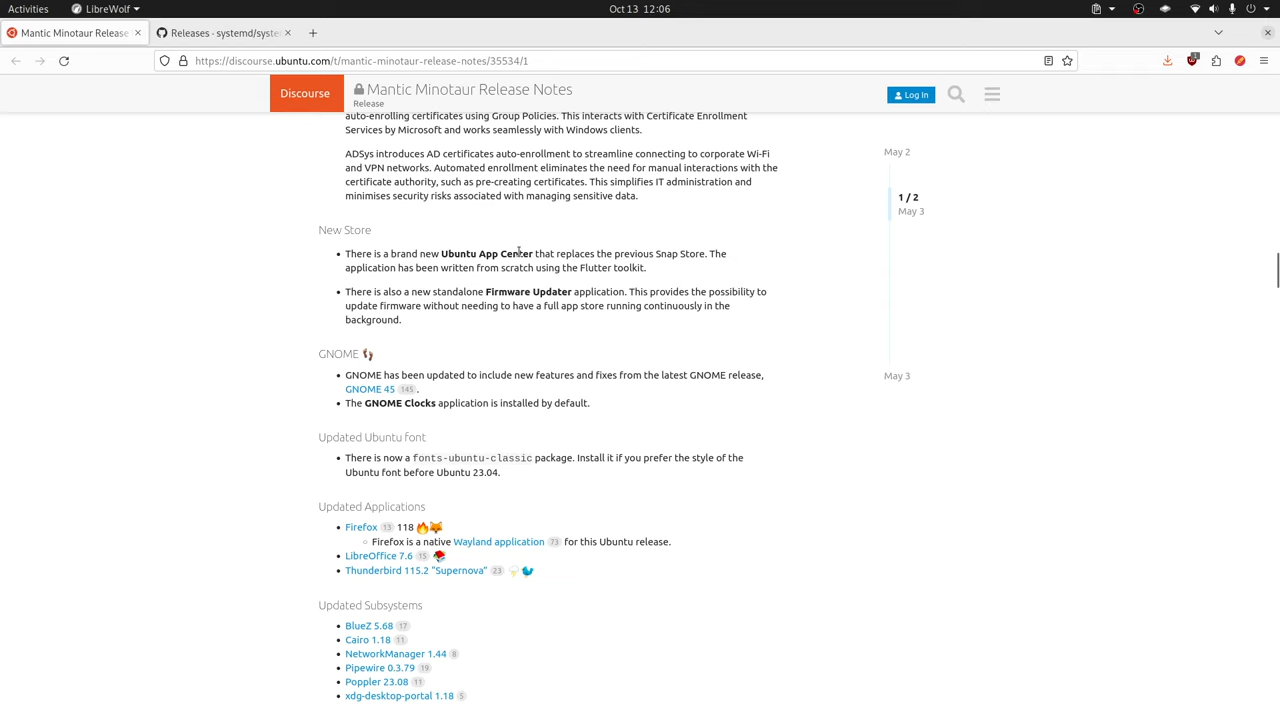 Activities LibreWolf Oct 13 12:06
Mantic Minotaur Release Releases · systemd/syste
https://discourse.ubuntu.com/t/mantic-minotaur-release-notes/35534/1 1
Discourse Mantic Minotaur Release Notes Log In
Release
auto-enrolling certificates using Group Policies. This interacts with Certificate Enrollment
Services by Microsoft and works seamlessly with Windows clients.
ADSys introduces AD certificates auto-enrollment to streamline connecting to corporate Wi-Fi
and VPN networks. Automated enrollment eliminates the need for manual interactions with the
certificate authority, such as pre-creating certificates. This simplifies IT administration and
minimises security risks associated with managing sensitive data.
May 2
1 / 2
May 3
May 3
New Store
• There is a brand new Ubuntu App Center that replaces the previous Snap Store. The
application has been written from scratch using the Flutter toolkit.
• There is also a new standalone Firmware Updater application. This provides the possibility to
update firmware without needing to have a full app store running continuously in the
background.
GNOME 👣
• GNOME has been updated to include new features and fixes from the latest GNOME release,
GNOME 45 145 .
• The GNOME Clocks application is installed by default.
Updated Ubuntu font
• There is now a fonts-ubuntu-classic package. Install it if you prefer the style of the
Ubuntu font before Ubuntu 23.04.
Updated Applications
• Firefox 13 118 🔥🦊
◦ Firefox is a native Wayland application 73 for this Ubuntu release.
• LibreOffice 7.6 15 📚
• Thunderbird 115.2 "Supernova" 23 🌩🐦
Updated Subsystems
• BlueZ 5.68 17
• Cairo 1.18 11
• NetworkManager 1.44 8
• Pipewire 0.3.79 19
• Poppler 23.08 11
• xdg-desktop-portal 1.18 5